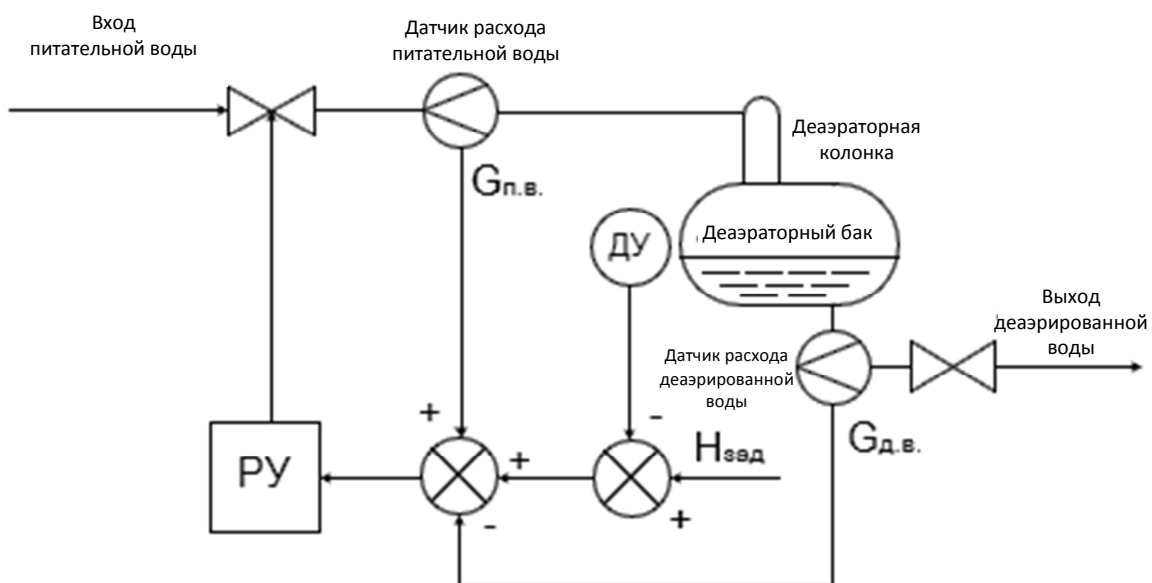 Вход
питательной воды
Датчик расхода
питательной воды
Деаэраторная
колонка
Gп.в.
ДУ
Деаэраторный бак
Выход
деаэрированной
воды
Датчик расхода
деаэрированной
воды
+
-
Hзад
Gд.в.
РУ
+
+
-